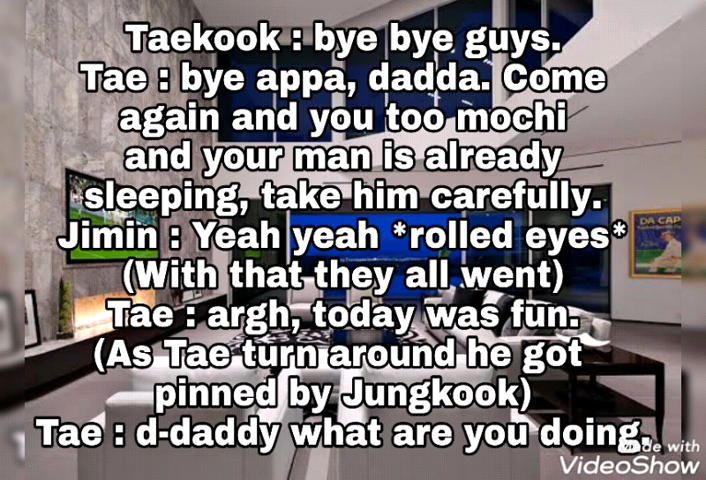 Taekook : bye bye guys.
Tae : bye appa, dadda. Come
again and you too mochi
and your man is already
sleeping, take him carefully.
Jimin : Yeah yeah *rolled eyes*
(With that they all went)
Tae : argh, today was fun.
(As Tae turn around he got
pinned by Jungkook)
Tae : d-daddy what are you doing.
DA CAP
Made with
VideoShow